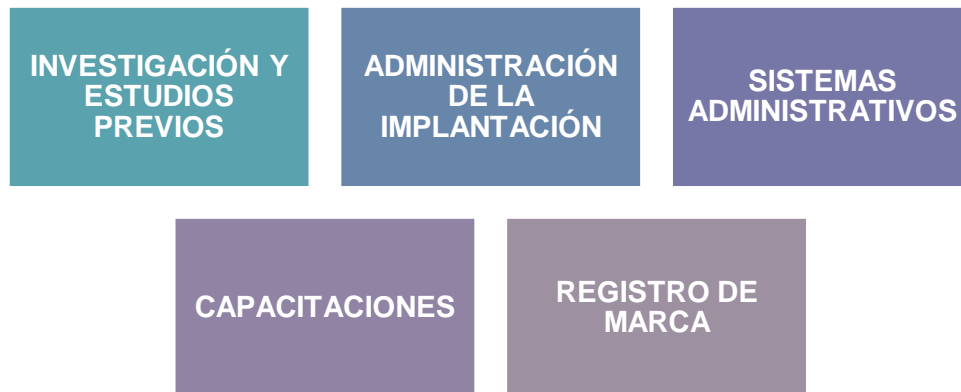 INVESTIGACIÓN Y
ESTUDIOS
PREVIOS
ADMINISTRACIÓN
DE LA
IMPLANTACIÓN
SISTEMAS
ADMINISTRATIVOS
CAPACITACIONES
REGISTRO DE
MARCA